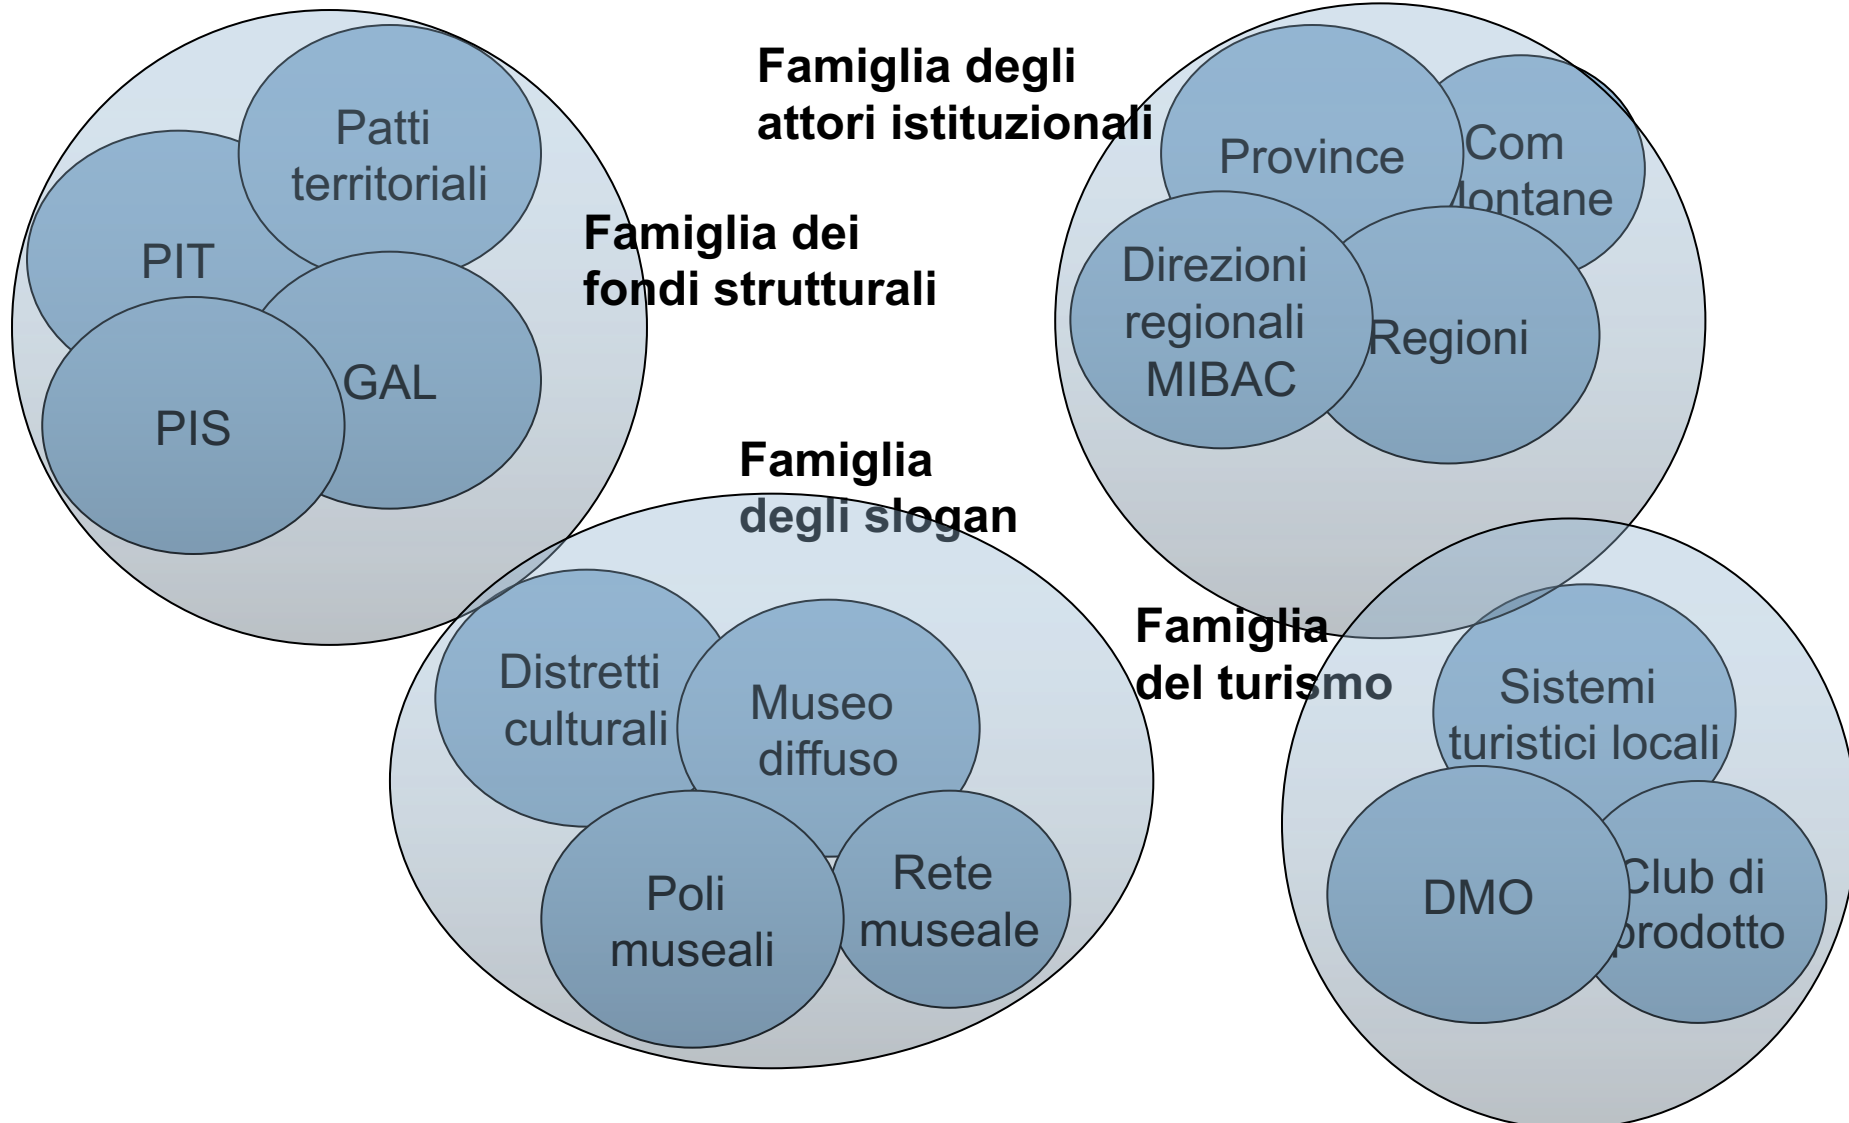 Famiglia dei
fondi strutturali
Patti
territoriali
PIT
GAL
PIS
Famiglia degli
attori istituzionali
Province
Com
Direzioni
regionali
MIBAC
Regioni
Famiglia
degli slogan
Distretti
culturali
Museo
diffuso
Poli
museali
Rete
museale
Famiglia
del turismo
Sistemi
turistici locali
DMO
Club di
prodotto